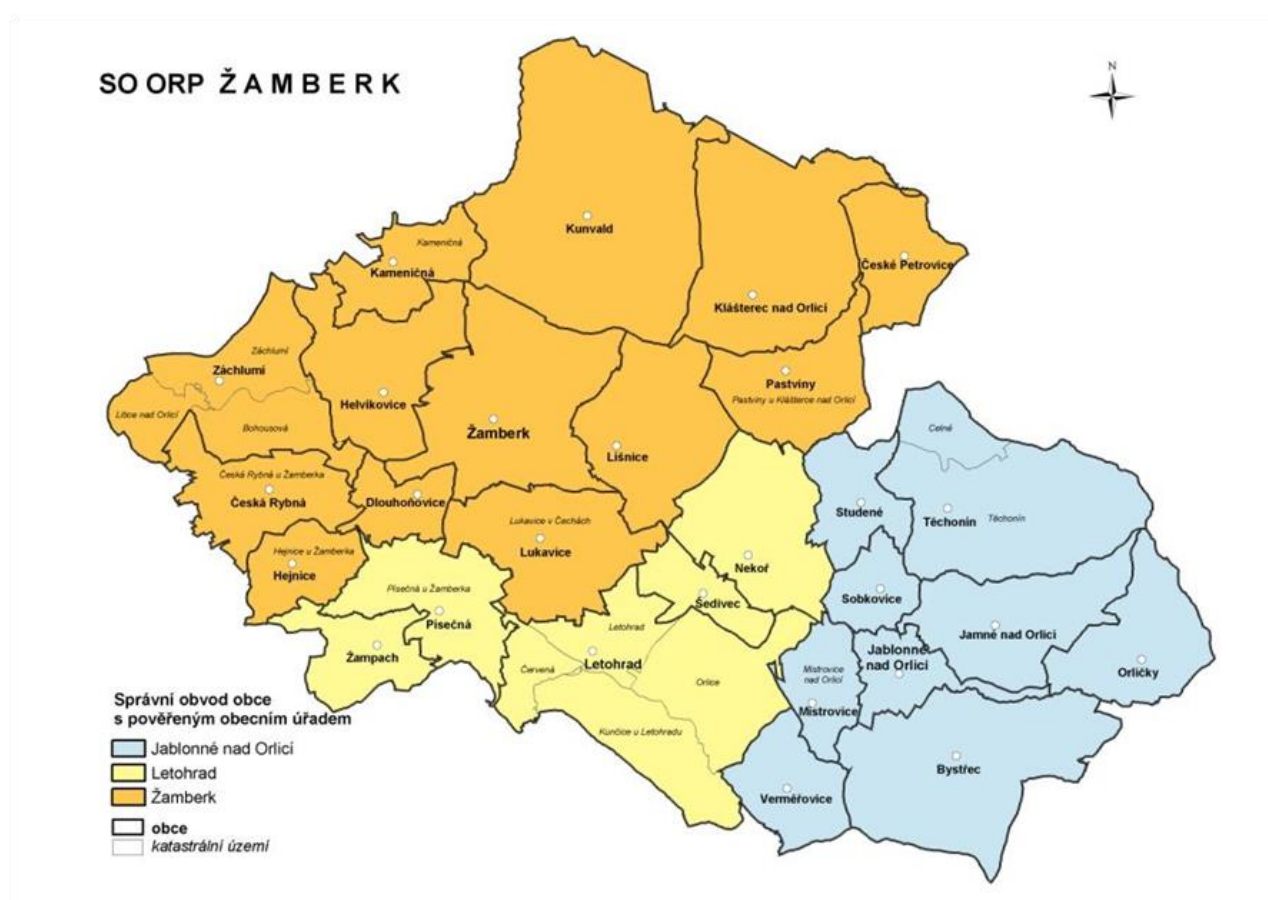 N
SO ORP ŽAMBERK
Kunvald
Kameničná
Kameničná
České Petrovice
Klášterec nad Orlicí
Záchlumí
Záchlumí
Pastviny
Pastviny u Klášterce nad Orlicí
Helvíkovice
Litice nad Orlicí
Bohousová
Žamberk
Celné
Líšnice
Česká Rybná u Žamberka
Česká Rybná
Dlouhoňovice
Studené
Těchonín
Těchonín
Lukavice v Čechách
Lukavice
Hejnice u Žamberka
Hejnice
Nekoř
Písečná u Žamberka
Šedivec
Sobkovice
Písečná
Letohrad
Jamné nad Orlicí
Žampach
Letohrad
Jablonné
nad Orlicí
Červená
Mistrovice
nad Orlicí
Orličky
Orlice
Mistrovice
Kunčice u Letohradu
Bystřec
Verměřovice
Správní obvod obce
s pověřeným obecním úřadem
Jablonné nad Orlicí
Letohrad
Žamberk
obce
katastrální území